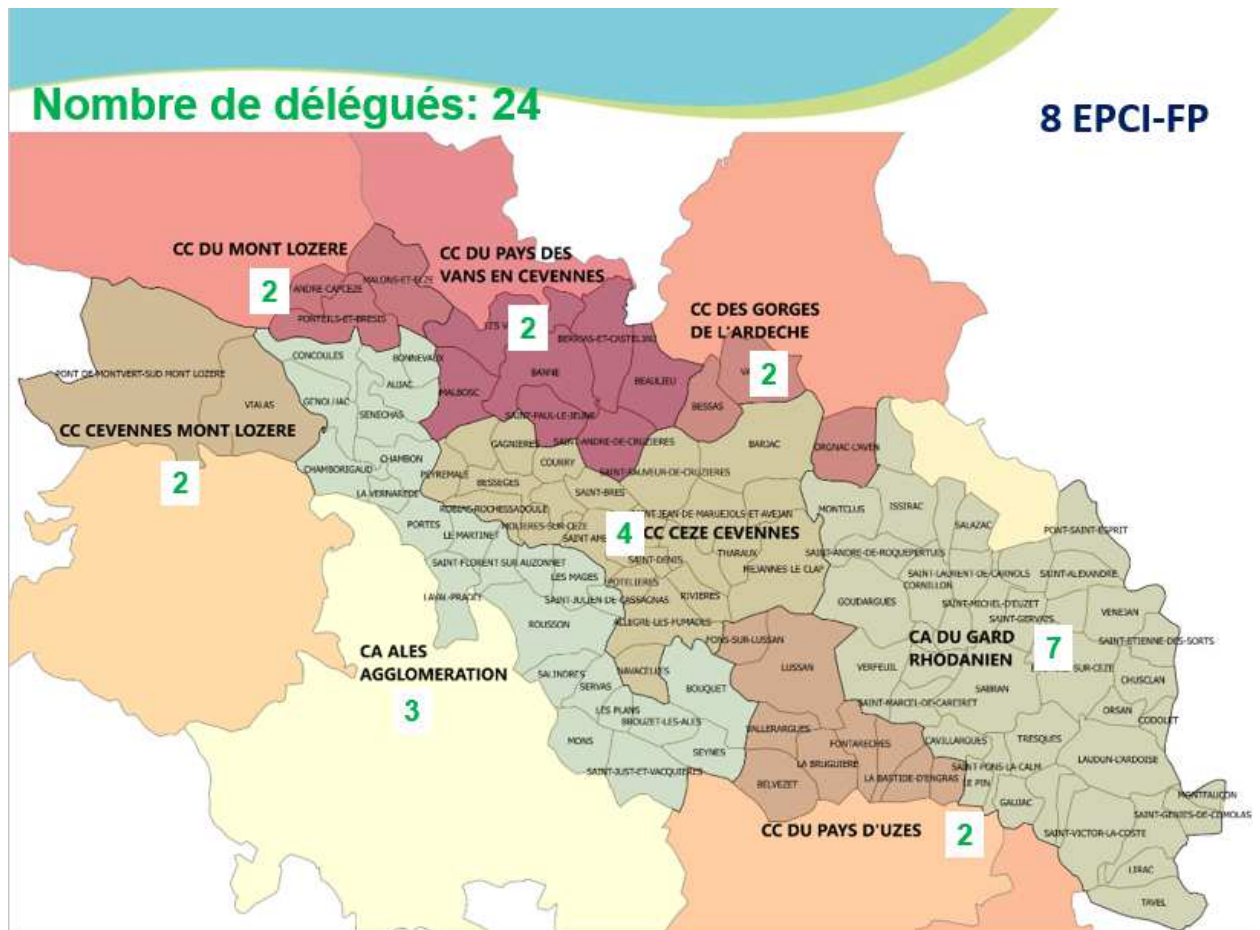 Nombre de délégués: 24
8 EPCI-FP
CC DU MONT LOZERE
2
CC DU PAYS DES
VANS EN CEVENNES
2
CC DES GORGES
DE L'ARDECHE
2
CC CEVENNES MONT LOZERE
2
4
CC CEZE CEVENNES
CA ALES
AGGLOMERATION
3
CA DU GARD
RHODANIEN
7
CC DU PAYS D'UZES
2
MALONS-ET-ELZE
ANDRE-CAPCEZE
PONTEILS-ET-BRESIS
PONT DE MONTVERT-SUD MONT LOZERE
VIALAS
CONCOULES
BONNEVAUX
AUJAC
GENOLHAC
SENECHAS
CHAMBON
CHAMBORIGAUD
LA VERNAREDE
PORTES
LE MARTINET
SAINT-FLORENT-SUR-AUZONNET
LES MAGES
SAINT-JULIEN-DE-CASSAGNAS
LAVAL-PRADEL
ROUSSON
SALINDRES
SERVAS
LES PLANS
BROUZET-LES-ALES
MONS
SEYNES
SAINT-JUST-ET-VACQUIERES
BOUQUET
NAVACELLES
MALBOSC
BANNE
BERRIAS-ET-CASTELJAU
BEAULIEU
SAINT-PAUL-LE-JEUNE
SAINT-ANDRE-DE-CRUZIERES
SAINT-SAUVEUR-DE-CRUZIERES
BESSAS
ORGNAC-L'AVEN
BARJAC
GAGNIERES
COURRY
PEYREMALE
BESSEGES
SAINT-BRES
ROBIAC-ROCHESSADOULE
MOLIERES-SUR-CEZE
JEAN-DE-MARUEJOLS-ET-AVEJAN
SAINT-DENIS
THARAUX
MEJANNES LE CLAP
POTELIERES
RIVIERES
ALLEGRE-LES-FUMADES
FONS-SUR-LUSSAN
LUSSAN
VALLERARGUES
FONTARECHES
LA BRUGUIERE
BELVEZET
LA BASTIDE-D'ENGRAS
MONTCLUS
ISSIRAC
SALAZAC
PONT-SAINT-ESPRIT
SAINT-ANDRE-DE-ROQUEPERTUIS
SAINT-LAURENT-DE-CARNOLS
SAINT-ALEXANDRE
CORNILLON
GOUDARGUES
SAINT-MICHEL-D'EUZET
SAINT-GERVAIS
VENEJAN
SAINT-ETIENNE-DES-SORTS
SUR-CEZE
VERFEUIL
SABRAN
CHUSCLAN
SAINT-MARCEL-DE-CAREIRET
ORSAN
CODOLET
CAVILLARGUES
TRESQUES
SAINT-PONS-LA-CALM
LE PIN
LAUDUN-L'ARDOISE
GAUJAC
MONTFAUCON
SAINT-GENIES-DE-COMOLAS
SAINT-VICTOR-LA-COSTE
LIRAC
TAVEL